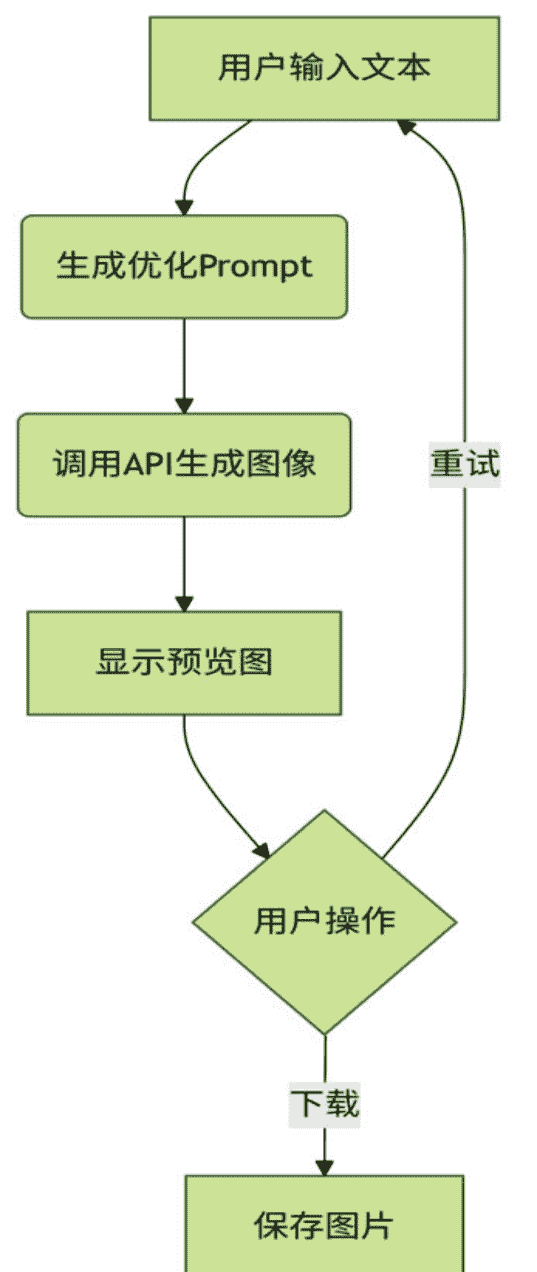 用户输入文本
生成优化Prompt
调用API生成图像
重试
显示预览图
用户操作
下载
保存图片